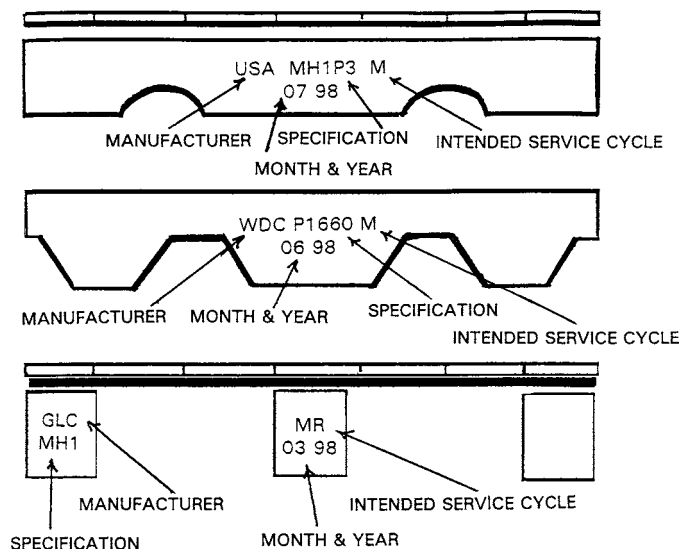 USA MH1P3 M
07 98
MANUFACTURER
SPECIFICATION
INTENDED SERVICE CYCLE
MONTH & YEAR
WDC P1660 M
06 98
MANUFACTURER
MONTH & YEAR
SPECIFICATION
INTENDED SERVICE CYCLE
GLC
MH1
MR
03 98
MANUFACTURER
INTENDED SERVICE CYCLE
SPECIFICATION
MONTH & YEAR